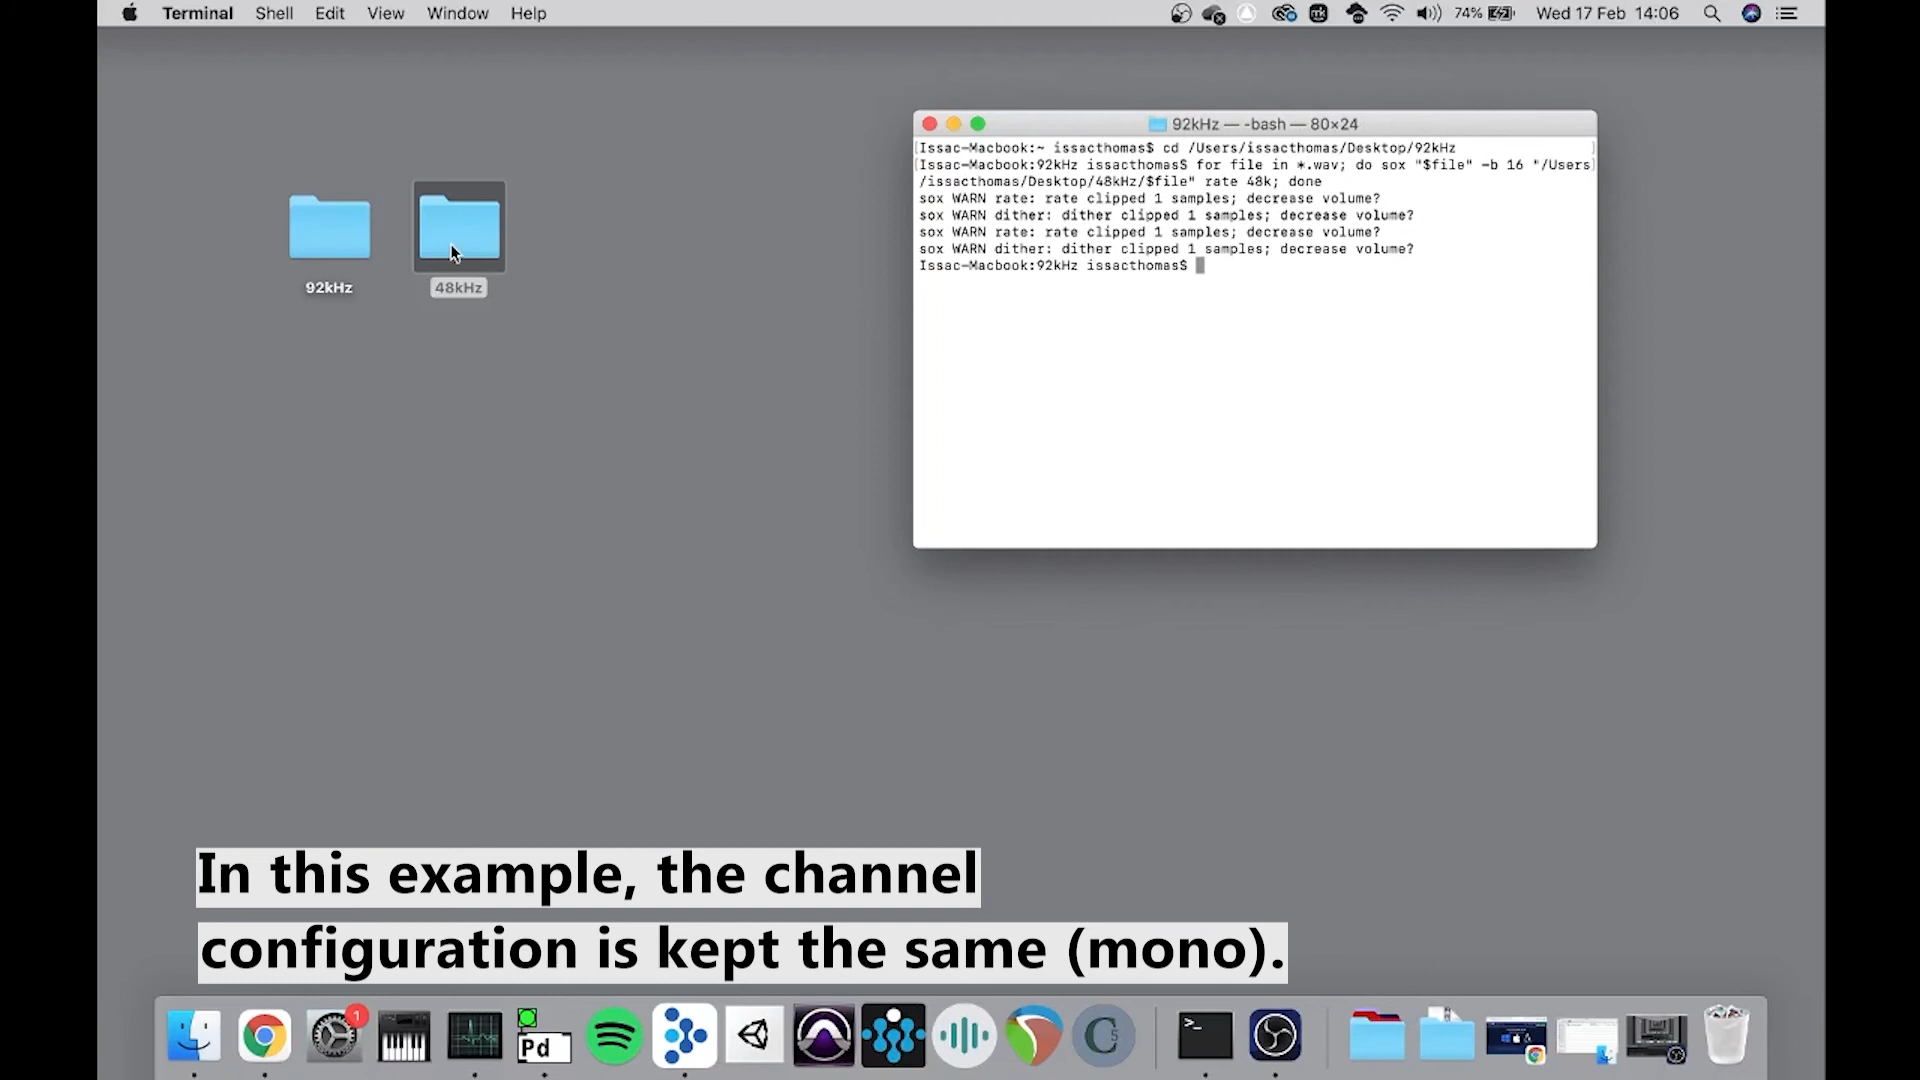 Terminal Shell Edit View Window Help 74% Wed 17 Feb 14:06
92kHz — -bash — 80×24
Issac-Macbook:~ issacthomas$ cd /Users/issacthomas/Desktop/92kHz
Issac-Macbook:92kHz issacthomas$ for file in *.wav; do sox "$file" -b 16 "/Users
/issacthomas/Desktop/48kHz/$file" rate 48k; done
sox WARN rate: rate clipped 1 samples; decrease volume?
sox WARN dither: dither clipped 1 samples; decrease volume?
sox WARN rate: rate clipped 1 samples; decrease volume?
sox WARN dither: dither clipped 1 samples; decrease volume?
Issac-Macbook:92kHz issacthomas$
92kHz 48kHz
In this example, the channel
configuration is kept the same (mono).
1
Pd
>_
C 5